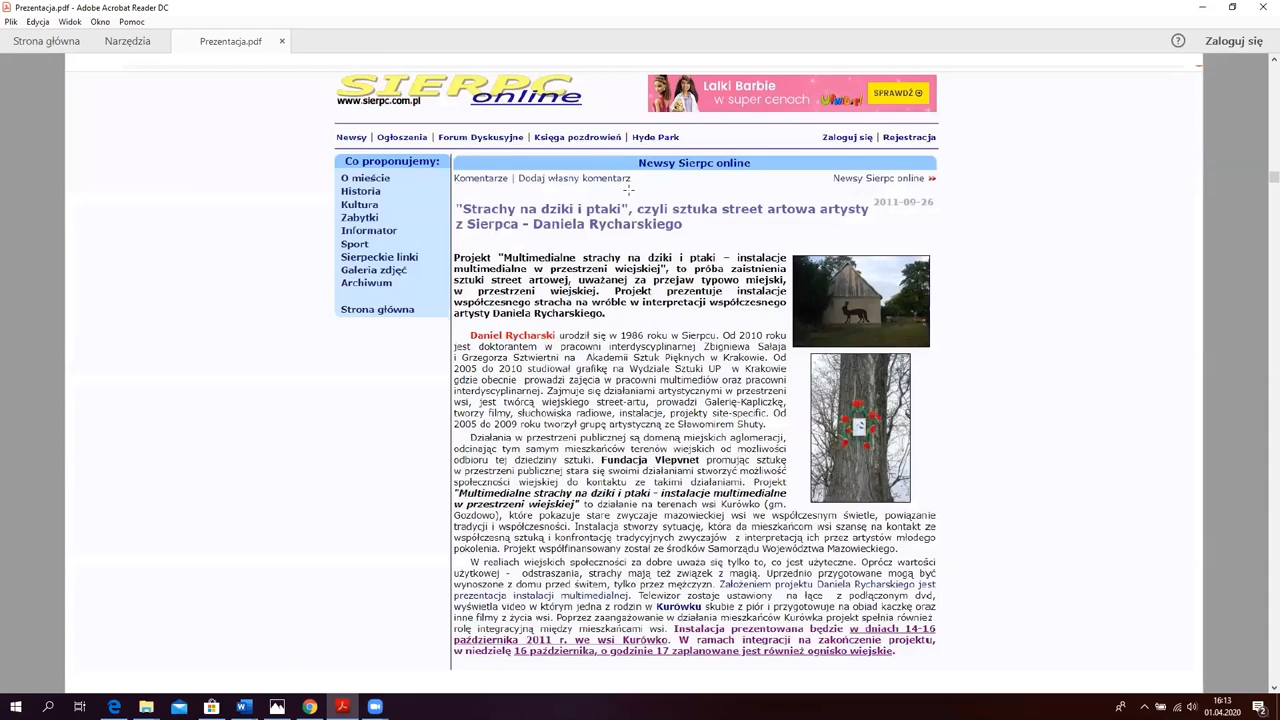 Prezentacja.pdf - Adobe Acrobat Reader DC
Plik Edycja Widok Okno Pomoc
Strona główna Narzędzia Prezentacja.pdf × Zaloguj się
SIERPC
www.sierpc.com.pl online
Lalki Barbie
w super cenach
SPRAWDŹ
Newsy | Ogłoszenia | Forum Dyskusyjne | Księga pozdrowień | Hyde Park Zaloguj się | Rejestracja
Co proponujemy:
O mieście
Historia
Kultura
Zabytki
Informator
Sport
Sierpeckie linki
Galeria zdjęć
Archiwum
Strona główna
Newsy Sierpc online
Komentarze | Dodaj własny komentarz Newsy Sierpc online
2011-09-26
"Strachy na dziki i ptaki", czyli sztuka street artowa artysty
z Sierpca - Daniela Rycharskiego
Projekt "Multimedialne strachy na dziki i ptaki – instalacje
multimedialne w przestrzeni wiejskiej", to próba zaistnienia
sztuki street artowej, uważanej za przejaw typowo miejski,
w przestrzeni wiejskiej. Projekt prezentuje instalacje
współczesnego stracha na wróble w interpretacji współczesnego
artysty Daniela Rycharskiego.
Daniel Rycharski urodził się w 1986 roku w Sierpcu. Od 2010 roku
jest doktorantem w pracowni interdyscyplinarnej Zbigniewa Sałaja
i Grzegorza Sztwiertni na Akademii Sztuk Pięknych w Krakowie. Od
2005 do 2010 studiował grafikę na Wydziale Sztuki UP w Krakowie
gdzie obecnie prowadzi zajęcia w pracowni multimediów oraz pracowni
interdyscyplinarnej. Zajmuje się działaniami artystycznymi w przestrzeni
wsi, jest twórcą wiejskiego street-artu, prowadzi Galerię-Kapliczkę,
tworzy filmy, słuchowiska radiowe, instalacje, projekty site-specific. Od
2005 do 2009 roku tworzył grupę artystyczną ze Sławomirem Shuty.
Działania w przestrzeni publicznej są domeną miejskich aglomeracji,
odcinając tym samym mieszkańców terenów wiejskich od możliwości
odbioru tej dziedziny sztuki. Fundacja Vlepvnet promując sztukę
w przestrzeni publicznej stara się swoimi działaniami stworzyć możliwość
społeczności wiejskiej do kontaktu ze takimi działaniami. Projekt
"Multimedialne strachy na dziki i ptaki - instalacje multimedialne
w przestrzeni wiejskiej" to działanie na terenach wsi Kurówko (gm.
Gozdowo), które pokazuje stare zwyczaje mazowieckiej wsi we współczesnym świetle, powiązanie
tradycji i współczesności. Instalacja stworzy sytuację, która da mieszkańcom wsi szansę na kontakt ze
współczesną sztuką i konfrontację tradycyjnych zwyczajów z interpretacją ich przez artystów młodego
pokolenia. Projekt współfinansowany został ze środków Samorządu Województwa Mazowieckiego.
W realiach wiejskich społeczności za dobre uważa się tylko to, co jest użyteczne. Oprócz wartości
użytkowej - odstraszania, strachy mają też związek z magią. Uprzednio przygotowane mogą być
wynoszone z domu przed świtem, tylko przez mężczyzn. Założeniem projektu Daniela Rycharskiego jest
prezentacja instalacji multimedialnej. Telewizor zostaje ustawiony na łące z podłączonym dvd,
wyświetla video w którym jedna z rodzin w Kurówku skubie z piór i przygotowuje na obiad kaczkę oraz
inne filmy z życia wsi. Poprzez zaangażowanie w działania mieszkańców Kurówka projekt spełnia również
rolę integracyjną między mieszkańcami wsi. Instalacja prezentowana będzie w dniach 14-16
października 2011 r. we wsi Kurówko. W ramach integracji na zakończenie projektu,
w niedzielę 16 października, o godzinie 17 zaplanowane jest również ognisko wiejskie.
16:13
01.04.2020
2